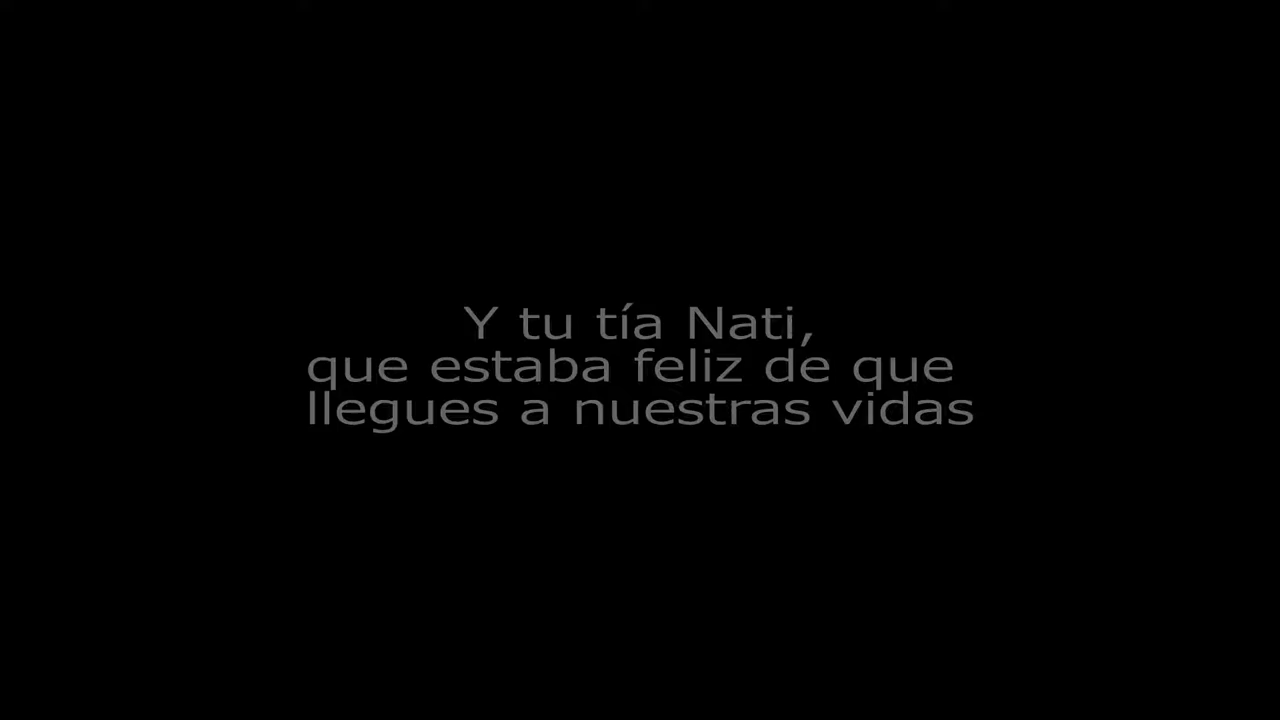 Y tu tía Nati,
que estaba feliz de que
llegues a nuestras vidas